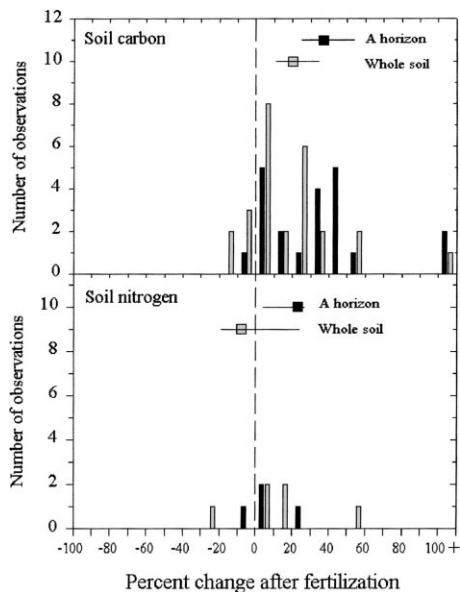 12
Soil carbon
A horizon
10
Whole soil
8
6
4
2
0
Number of observations
Soil nitrogen
A horizon
10
Whole soil
8
6
4
2
0
Number of observations
-100 -80 -60 -40 -20 0 20 40 60 80 100 +
Percent change after fertilization